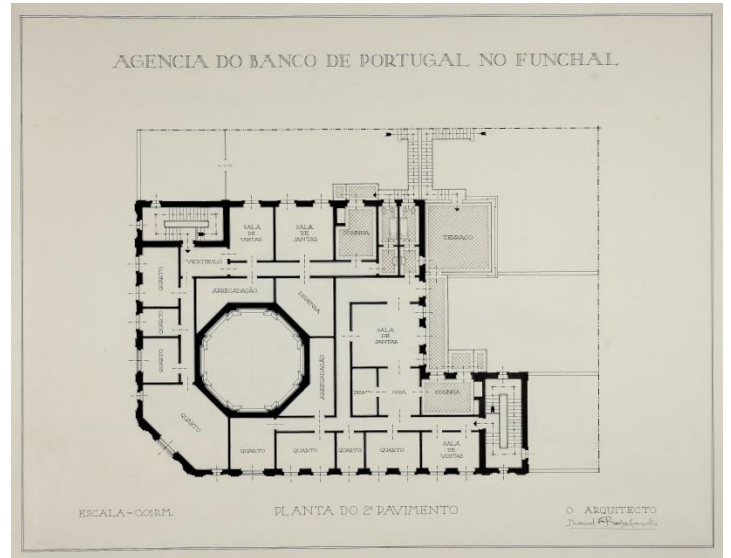 AGENCIA DO BANCO DE PORTUGAL NO FUNCHAL
SALA
DE
VISITAS
SALA
DE
JANTAR
COSINHA
TERRAÇO
VESTIBULO
QUARTO
ARRECADAÇÃO
DISPENSA
QUARTO
SALA
DE
JANTAR
QUARTO
ARRECADAÇÃO
COSINHA
QUARTO
QUARTO
QUARTO
QUARTO
QUARTO
SALA
DE
VISITAS
ESCALA-0,01 R.M.
PLANTA DO 2º PAVIMENTO
O ARQUITECTO